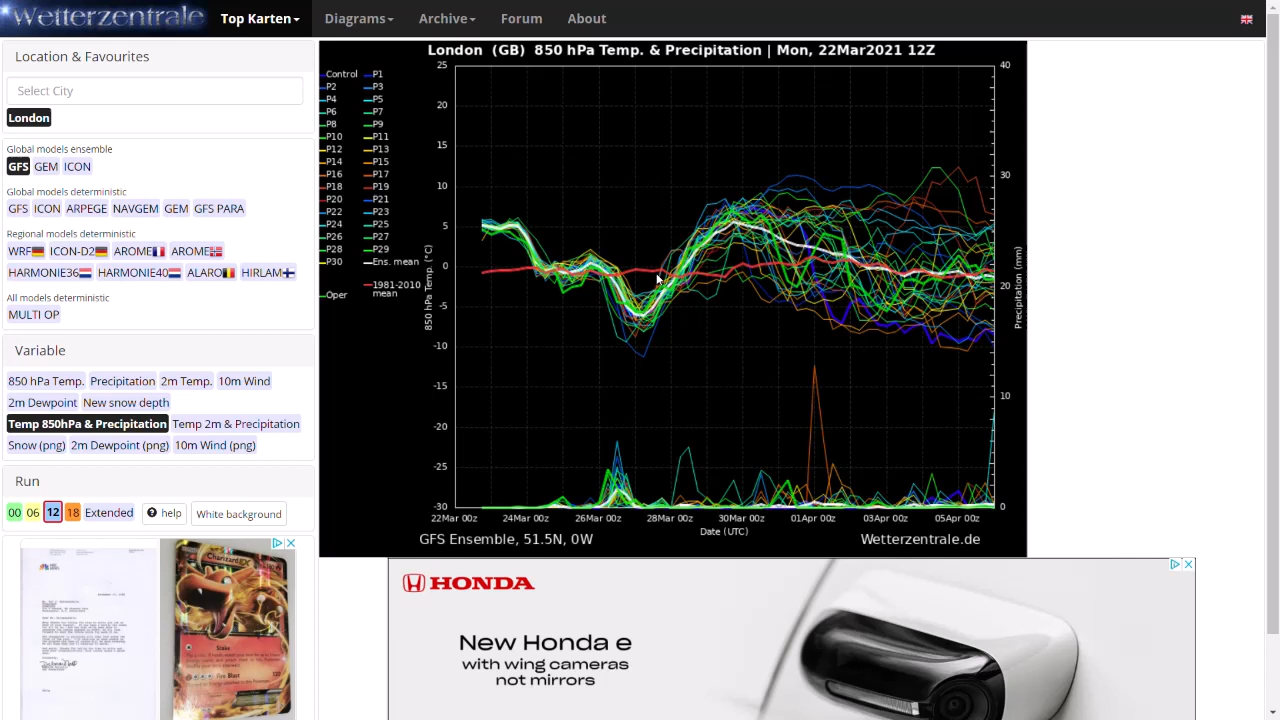 Wetterzentrale
Top Karten
Diagrams
Archive
Forum
About
Location & Favourites
Select City
London
Global models ensemble
GFS GEM ICON
Global models deterministic
GFS ICON ARPEGE NAVGEM GEM GFS PARA
Regional models deterministic
WRF ICON-D2 AROME AROME
HARMONIE36 HARMONIE40 ALARO HIRLAM
All models deterministic
MULTI OP
Variable
850 hPa Temp. Precipitation 2m Temp. 10m Wind
2m Dewpoint New snow depth
Temp 850hPa & Precipitation Temp 2m & Precipitation
Snow (png) 2m Dewpoint (png) 10m Wind (png)
Run
00 06 12 18 Extended help White background
London (GB) 850 hPa Temp. & Precipitation | Mon, 22Mar2021 12Z
Control P1
P2 P3
P4 P5
P6 P7
P8 P9
P10 P11
P12 P13
P14 P15
P16 P17
P18 P19
P20 P21
P22 P23
P24 P25
P26 P27
P28 P29
P30 Ens. mean
Oper 1981-2010
mean
850 hPa Temp. (°c)
25
20
15
10
5
0
-5
-10
-15
-20
-25
-30
40
30
20
10
0
Precipitation (mm)
22Mar 00z 24Mar 00z 26Mar 00z 28Mar 00z 30Mar 00z 01Apr 00z 03Apr 00z 05Apr 00z
Date (UTC)
GFS Ensemble, 51.5N, 0W
Wetterzentrale.de
Charizard EX
Stoke
Fire Blast
HONDA
New Honda e
with wing cameras
not mirrors